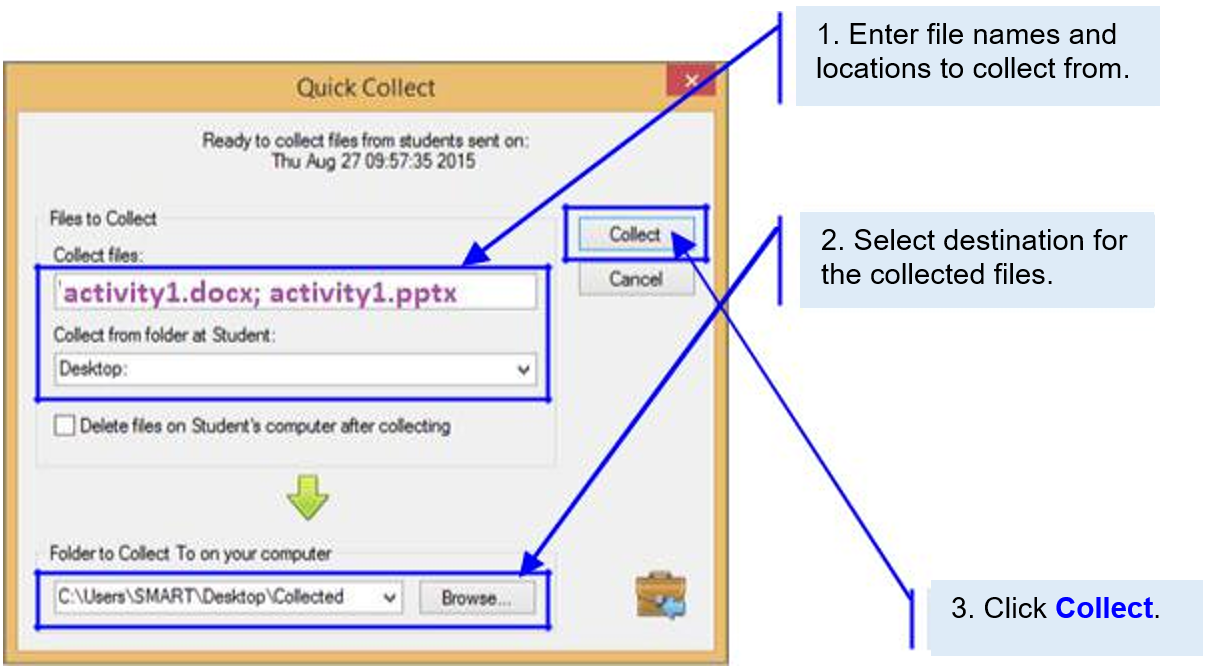 1. Enter file names and
locations to collect from.
Quick Collect
Ready to collect files from students sent on:
Thu Aug 27 09:57:35 2015
Files to Collect
Collect files:
activity1.docx; activity1.pptx
Collect from folder at Student:
Desktop:
Delete files on Student's computer after collecting
Collect
Cancel
2. Select destination for
the collected files.
Folder to Collect To on your computer
C:\Users\SMART\Desktop\Collected
Browse...
3. Click Collect.